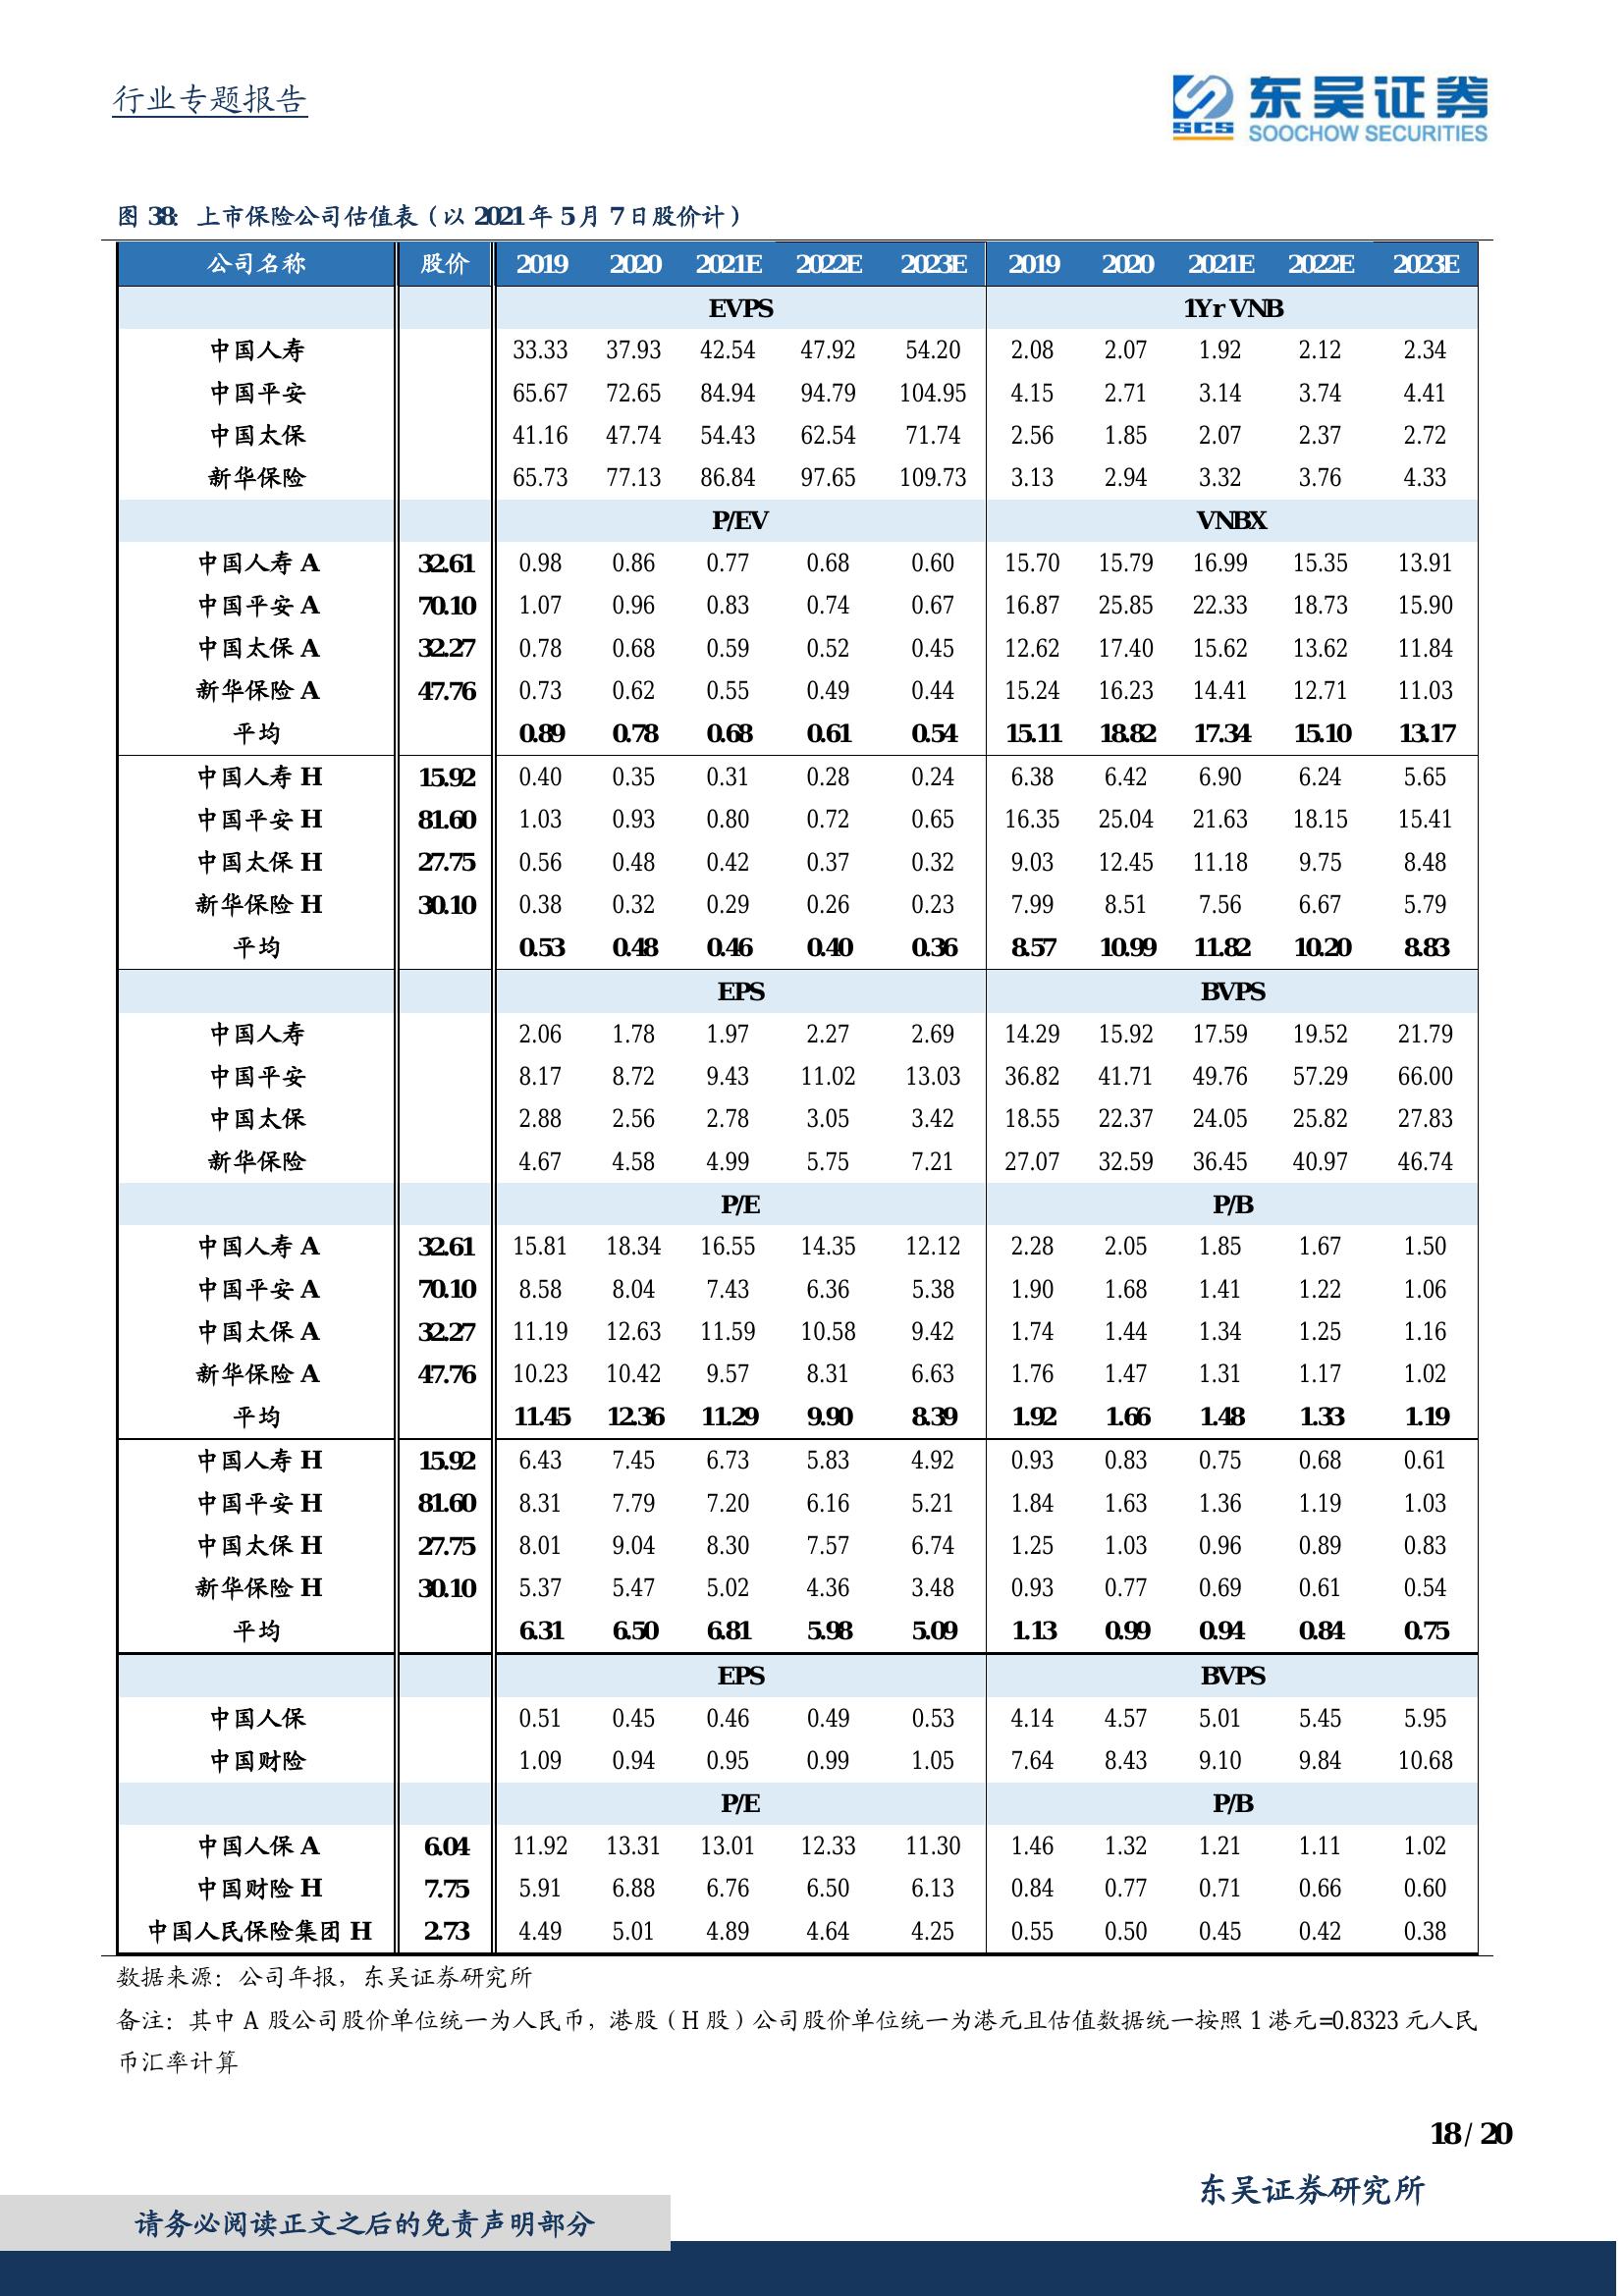 行业专题报告
东吴证券
SCS
SOOCHOW SECURITIES
图 38: 上市保险公司估值表（以 2021 年 5 月 7 日股价计）
公司名称 股价 2019 2020 2021E 2022E 2023E 2019 2020 2021E 2022E 2023E
EVPS 1Yr VNB
中国人寿 33.33 37.93 42.54 47.92 54.20 2.08 2.07 1.92 2.12 2.34
中国平安 65.67 72.65 84.94 94.79 104.95 4.15 2.71 3.14 3.74 4.41
中国太保 41.16 47.74 54.43 62.54 71.74 2.56 1.85 2.07 2.37 2.72
新华保险 65.73 77.13 86.84 97.65 109.73 3.13 2.94 3.32 3.76 4.33
P/EV VNBX
中国人寿 A 32.61 0.98 0.86 0.77 0.68 0.60 15.70 15.79 16.99 15.35 13.91
中国平安 A 70.10 1.07 0.96 0.83 0.74 0.67 16.87 25.85 22.33 18.73 15.90
中国太保 A 32.27 0.78 0.68 0.59 0.52 0.45 12.62 17.40 15.62 13.62 11.84
新华保险 A 47.76 0.73 0.62 0.55 0.49 0.44 15.24 16.23 14.41 12.71 11.03
平均 0.89 0.78 0.68 0.61 0.54 15.11 18.82 17.34 15.10 13.17
中国人寿 H 15.92 0.40 0.35 0.31 0.28 0.24 6.38 6.42 6.90 6.24 5.65
中国平安 H 81.60 1.03 0.93 0.80 0.72 0.65 16.35 25.04 21.63 18.15 15.41
中国太保 H 27.75 0.56 0.48 0.42 0.37 0.32 9.03 12.45 11.18 9.75 8.48
新华保险 H 30.10 0.38 0.32 0.29 0.26 0.23 7.99 8.51 7.56 6.67 5.79
平均 0.53 0.48 0.46 0.40 0.36 8.57 10.99 11.82 10.20 8.83
EPS BVPS
中国人寿 2.06 1.78 1.97 2.27 2.69 14.29 15.92 17.59 19.52 21.79
中国平安 8.17 8.72 9.43 11.02 13.03 36.82 41.71 49.76 57.29 66.00
中国太保 2.88 2.56 2.78 3.05 3.42 18.55 22.37 24.05 25.82 27.83
新华保险 4.67 4.58 4.99 5.75 7.21 27.07 32.59 36.45 40.97 46.74
P/E P/B
中国人寿 A 32.61 15.81 18.34 16.55 14.35 12.12 2.28 2.05 1.85 1.67 1.50
中国平安 A 70.10 8.58 8.04 7.43 6.36 5.38 1.90 1.68 1.41 1.22 1.06
中国太保 A 32.27 11.19 12.63 11.59 10.58 9.42 1.74 1.44 1.34 1.25 1.16
新华保险 A 47.76 10.23 10.42 9.57 8.31 6.63 1.76 1.47 1.31 1.17 1.02
平均 11.45 12.36 11.29 9.90 8.39 1.92 1.66 1.48 1.33 1.19
中国人寿 H 15.92 6.43 7.45 6.73 5.83 4.92 0.93 0.83 0.75 0.68 0.61
中国平安 H 81.60 8.31 7.79 7.20 6.16 5.21 1.84 1.63 1.36 1.19 1.03
中国太保 H 27.75 8.01 9.04 8.30 7.57 6.74 1.25 1.03 0.96 0.89 0.83
新华保险 H 30.10 5.37 5.47 5.02 4.36 3.48 0.93 0.77 0.69 0.61 0.54
平均 6.31 6.50 6.81 5.98 5.09 1.13 0.99 0.94 0.84 0.75
EPS BVPS
中国人保 0.51 0.45 0.46 0.49 0.53 4.14 4.57 5.01 5.45 5.95
中国财险 1.09 0.94 0.95 0.99 1.05 7.64 8.43 9.10 9.84 10.68
P/E P/B
中国人保 A 6.04 11.92 13.31 13.01 12.33 11.30 1.46 1.32 1.21 1.11 1.02
中国财险 H 7.75 5.91 6.88 6.76 6.50 6.13 0.84 0.77 0.71 0.66 0.60
中国人民保险集团 H 2.73 4.49 5.01 4.89 4.64 4.25 0.55 0.50 0.45 0.42 0.38
数据来源：公司年报，东吴证券研究所
备注：其中 A 股公司股价单位统一为人民币，港股（H 股）公司股价单位统一为港元且估值数据统一按照 1 港元=0.8323 元人民
币汇率计算
18 / 20
东吴证券研究所
请务必阅读正文之后的免责声明部分